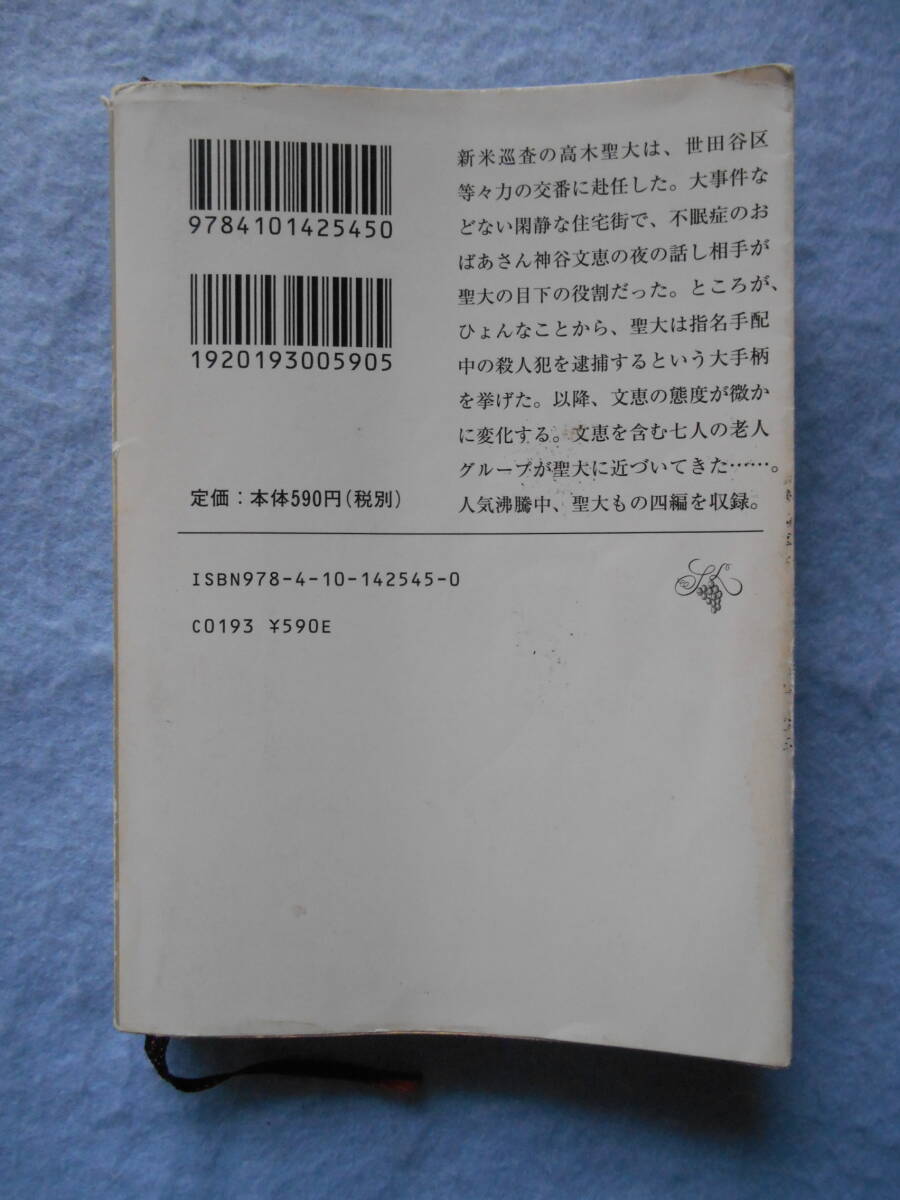 9784101425450
1920193005905
定価：本体590円（税別）
新米巡査の高木聖大は、世田谷区
等々力の交番に赴任した。大事件な
どない閑静な住宅街で、不眠症のお
ばあさん神谷文恵の夜の話し相手が
聖大の目下の役割だった。ところが、
ひょんなことから、聖大は指名手配
中の殺人犯を逮捕するという大手柄
を挙げた。以降、文恵の態度が微か
に変化する。文恵を含む七人の老人
グループが聖大に近づいてきた……。
人気沸騰中、聖大もの四編を収録。
ISBN978-4-10-142545-0
C0193 ¥590E